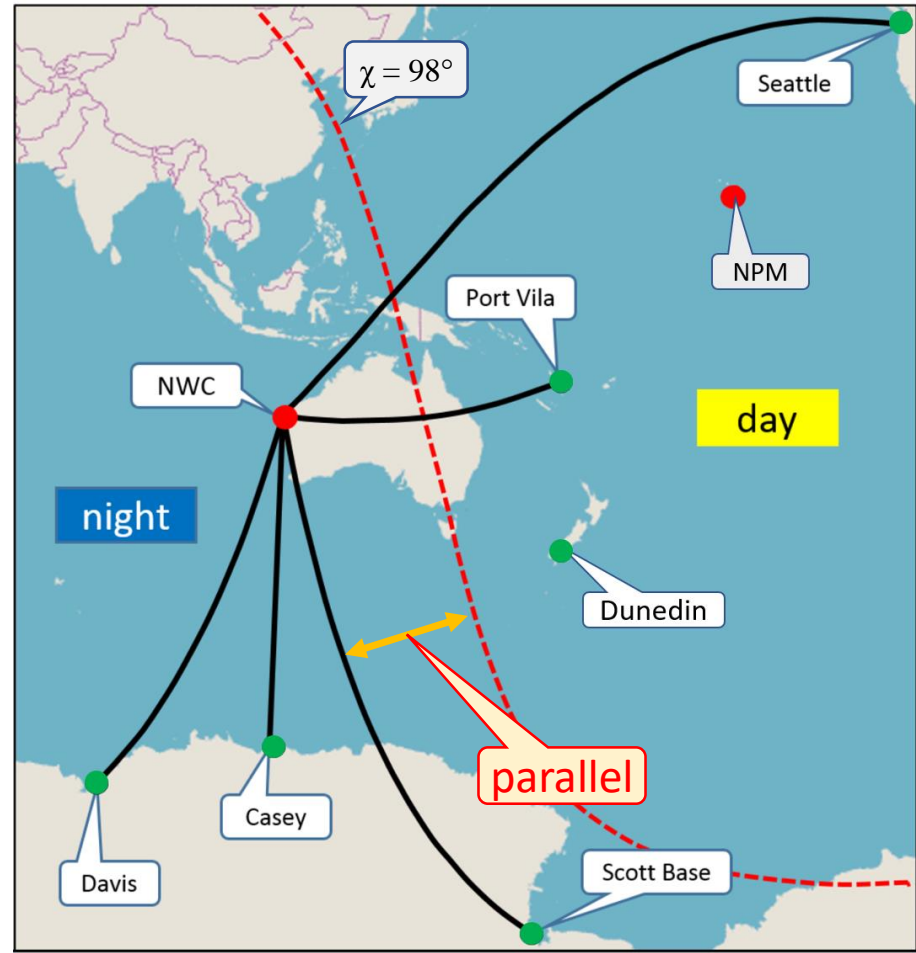 χ = 98°
Seattle
NPM
Port Vila
NWC
day
night
Dunedin
parallel
Casey
Scott Base
Davis